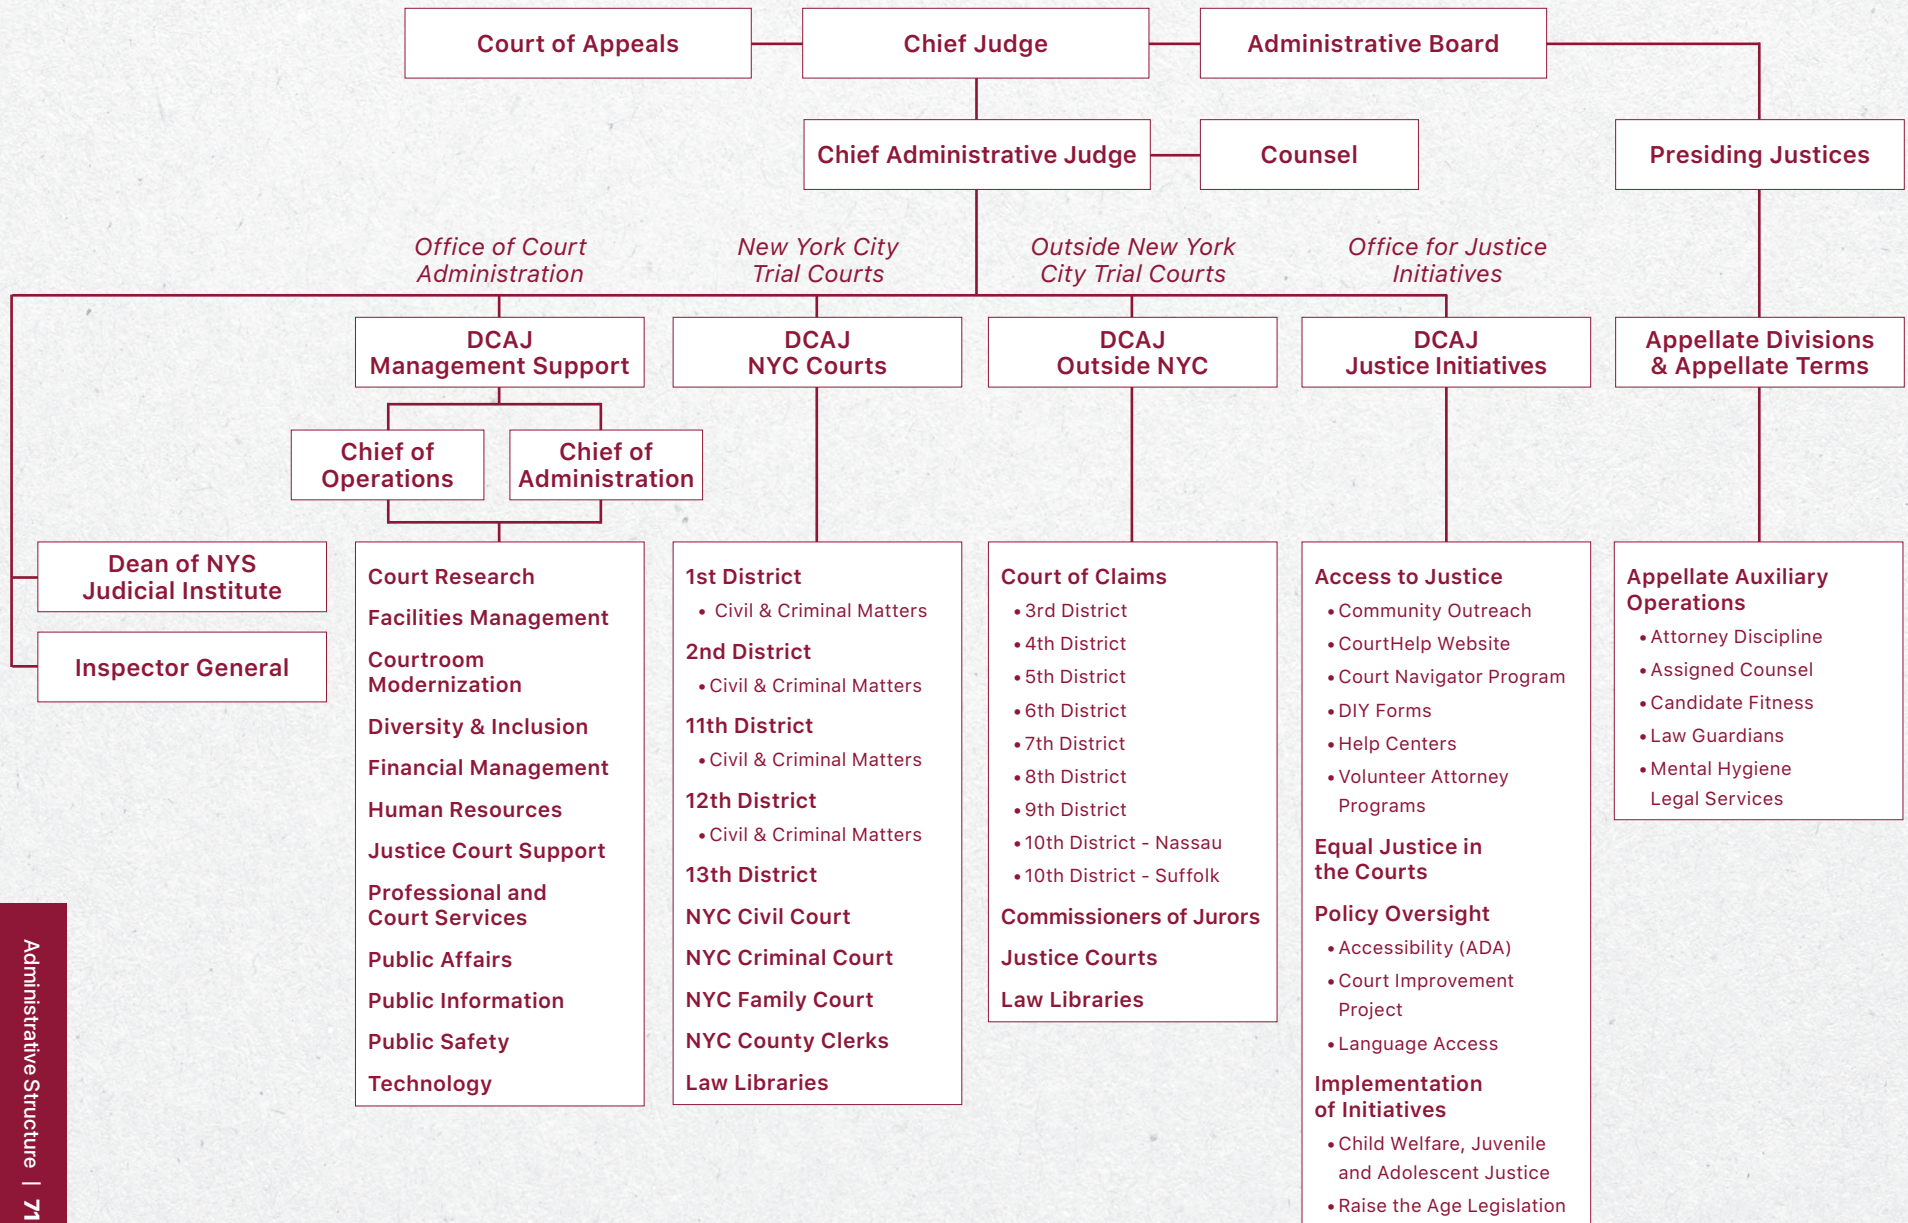 Court of Appeals
Chief Judge
Administrative Board
Chief Administrative Judge
Counsel
Presiding Justices
Office of Court
Administration
New York City
Trial Courts
Outside New York
City Trial Courts
Office for Justice
Initiatives
DCAJ
Management Support
DCAJ
NYC Courts
DCAJ
Outside NYC
DCAJ
Justice Initiatives
Appellate Divisions
& Appellate Terms
Chief of
Operations
Chief of
Administration
Dean of NYS
Judicial Institute
Inspector General
Court Research
Facilities Management
Courtroom
Modernization
Diversity & Inclusion
Financial Management
Human Resources
Justice Court Support
Professional and
Court Services
Public Affairs
Public Information
Public Safety
Technology
1st District
• Civil & Criminal Matters
2nd District
• Civil & Criminal Matters
11th District
• Civil & Criminal Matters
12th District
• Civil & Criminal Matters
13th District
NYC Civil Court
NYC Criminal Court
NYC Family Court
NYC County Clerks
Law Libraries
Court of Claims
• 3rd District
• 4th District
• 5th District
• 6th District
• 7th District
• 8th District
• 9th District
• 10th District - Nassau
• 10th District - Suffolk
Commissioners of Jurors
Justice Courts
Law Libraries
Access to Justice
• Community Outreach
• CourtHelp Website
• Court Navigator Program
• DIY Forms
• Help Centers
• Volunteer Attorney
Programs
Equal Justice in
the Courts
Policy Oversight
• Accessibility (ADA)
• Court Improvement
Project
• Language Access
Implementation
of Initiatives
• Child Welfare, Juvenile
and Adolescent Justice
• Raise the Age Legislation
Appellate Auxiliary
Operations
• Attorney Discipline
• Assigned Counsel
• Candidate Fitness
• Law Guardians
• Mental Hygiene
Legal Services
Administrative Structure | 71